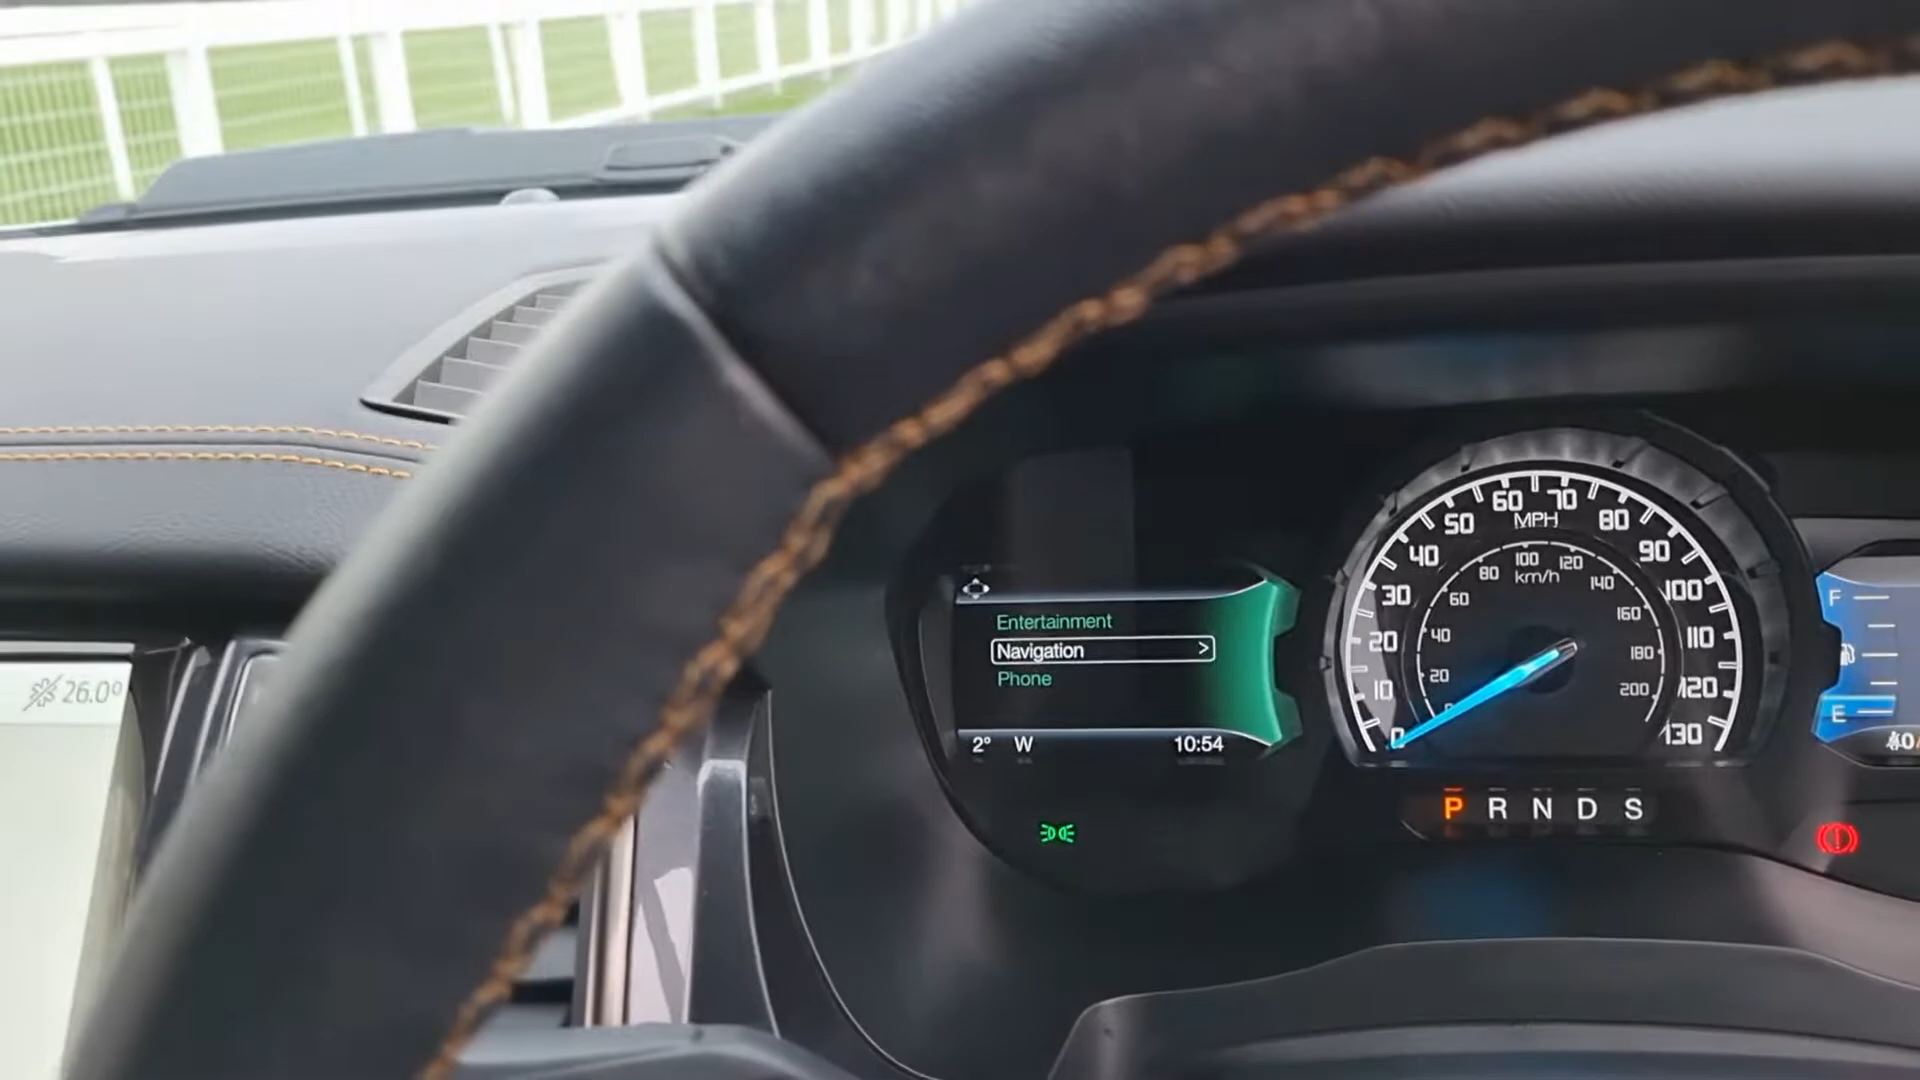 26.0°
Entertainment
Navigation >
Phone
2° W 10:54
0 10 20 30 40 50 60 70 80 90 100 110 120 130
MPH
20 40 60 80 100 120 140 160 180 200
km/h
P R N D S
F
E